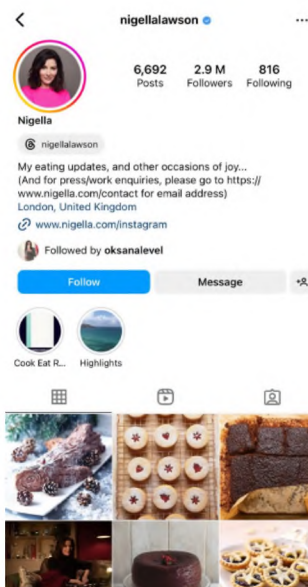 nigellalawson
6,692 2.9 M 816
Posts Followers Following
Nigella
nigellalawson
My eating updates, and other occasions of joy...
(And for press/work enquiries, please go to https://
www.nigella.com/contact for email address)
London, United Kingdom
www.nigella.com/instagram
Followed by oksanalevel
Follow Message
Cook Eat R... Highlights